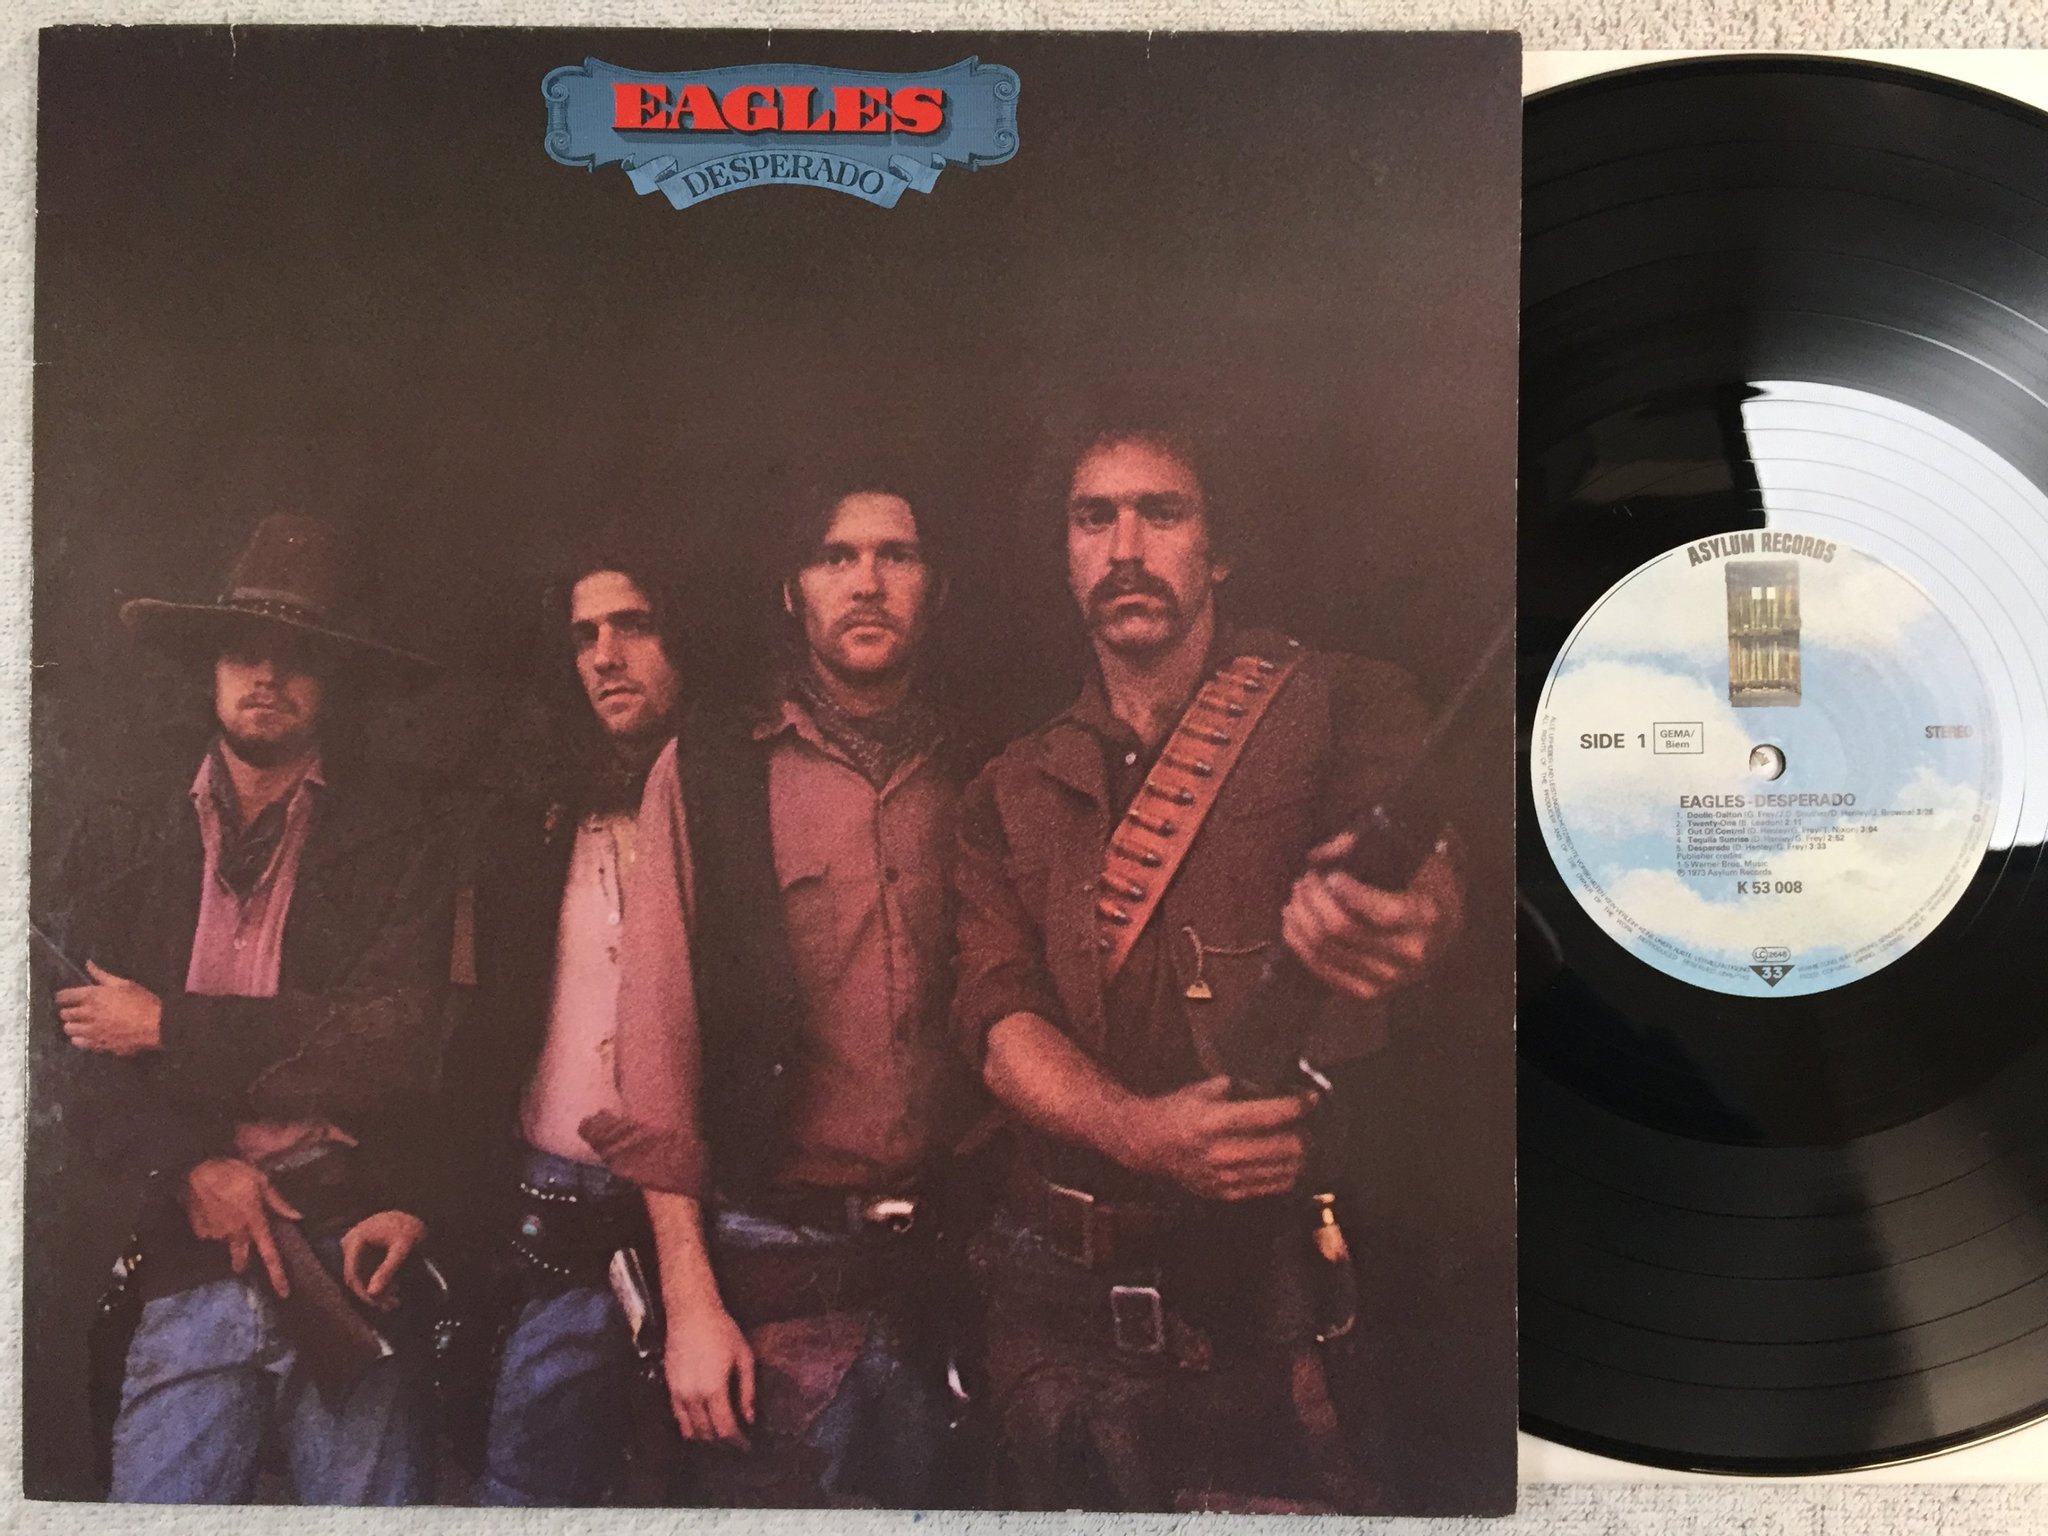 EAGLES
DESPERADO
ASYLUM RECORDS
SIDE 1
GEMA/
Biem
STEREO
EAGLES-DESPERADO
1. Doolin-Dalton (G. Frey/J.D. Souther/D. Henley/J. Browne) 3:26
2. Twenty-One (B. Leadon) 2:11
3. Out Of Control (D. Henley/G. Frey/T. Nixon) 3:04
4. Tequila Sunrise (D. Henley/G. Frey) 2:52
5. Desperado (D. Henley/G. Frey) 3:33
Publisher credits:
1-5 Warner Bros. Music
℗ 1973 Asylum Records
K 53 008
LC 2646
33